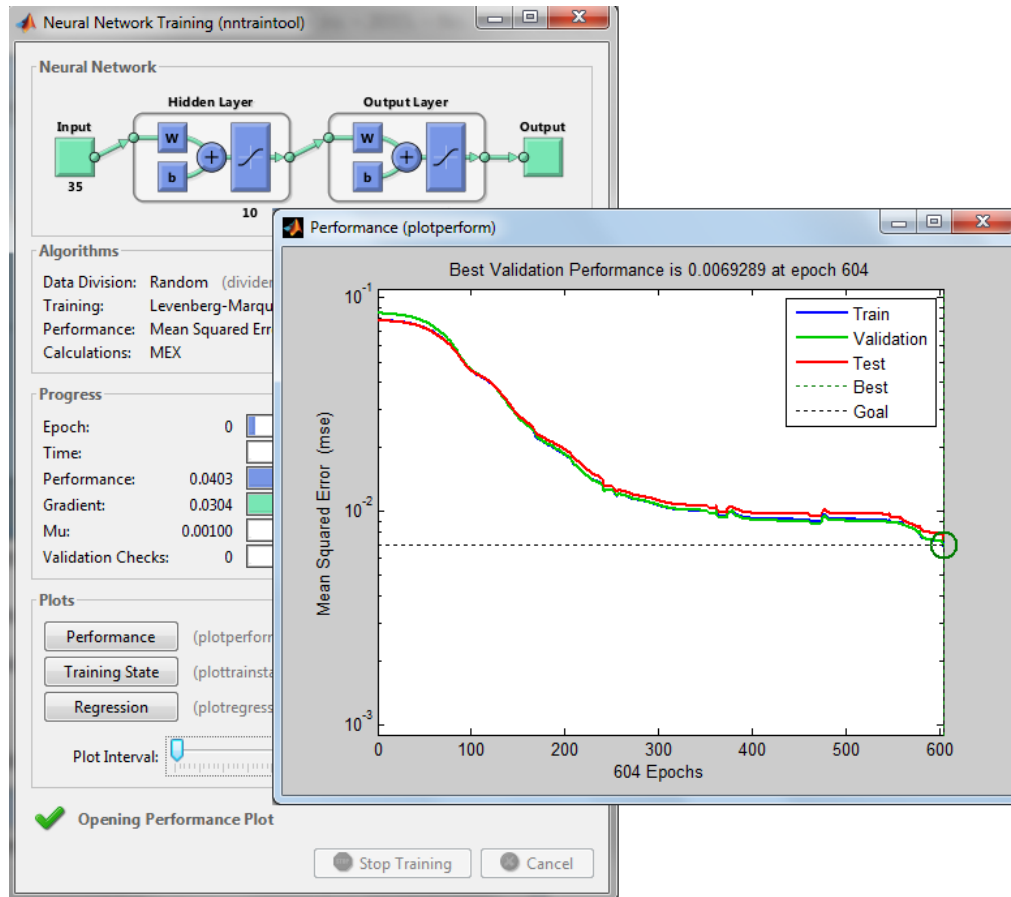 Neural Network Training (nntraintool)
Neural Network
Hidden Layer
Output Layer
Input
Output
W
b
W
b
35
10
Algorithms
Data Division: Random
Training: Levenberg-Marqu
Performance: Mean Squared Err
Calculations: MEX
Progress
Epoch: 0
Time:
Performance: 0.0403
Gradient: 0.0304
Mu: 0.00100
Validation Checks: 0
Plots
Performance (plotperforr
Training State (plottrainsta
Regression (plotregress
Plot Interval:
Opening Performance Plot
Stop Training
Cancel
Performance (plotperform)
Best Validation Performance is 0.0069289 at epoch 604
Train
Validation
Test
Best
Goal
Mean Squared Error (mse)
10^-1
10^-2
10^-3
0 100 200 300 400 500 600
604 Epochs